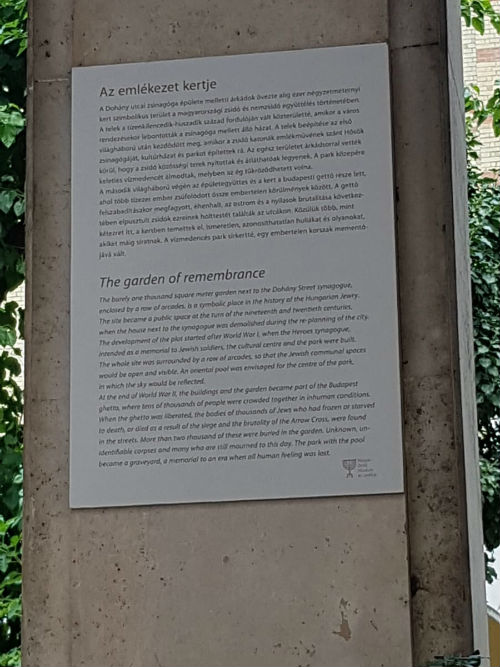 Az emlékezet kertje
A Dohány utcai zsinagóga épülete melletti árkádok övezte alig ezer négyzetméternyi
kert szimbolikus terület a magyarországi zsidó és nemzsidó együttélés történetében.
A telek a tizenkilencedik-huszadik század fordulóján vált közterületté, amikor a város
rendezésekor lebontották a zsinagóga mellett álló házat. A telek beépítése az első
világháború után kezdődött meg, amikor a zsidó katonák emlékművének szánt Hősök
zsinagógáját, kultúrházat és parkot építettek rá. Az egész területet árkádsorral vették
körül, hogy a zsidó közösségi terek nyitottak és átláthatóak legyenek. A park közepére
keleties vízmedencét álmodtak, melyben az ég tükröződhetett volna.
A második világháború végén az épületegyüttes és a kert a budapesti gettó része lett,
ahol több tízezer ember zsúfolódott össze embertelen körülmények között. A gettó
felszabadításakor megfagyott, éhenhalt, az ostrom és a nyilasok brutalitása következ-
tében elpusztult zsidók ezreinek holttestét találták az utcákon. Közülük több, mint
kétezret itt, a kertben temettek el. Ismeretlen, azonosíthatatlan hullákat és olyanokat,
akiket máig siratnak. A vízmedencés park sírkertté, egy embertelen korszak mementó-
jává vált.
The garden of remembrance
The barely one thousand square meter garden next to the Dohány Street synagogue,
enclosed by a row of arcades, is a symbolic place in the history of the Hungarian Jewry.
The site became a public space at the turn of the nineteenth and twentieth centuries,
when the house next to the synagogue was demolished during the re-planning of the city.
The development of the plot started after World War I, when the Heroes synagogue,
intended as a memorial to Jewish soldiers, the cultural centre and the park were built.
The whole site was surrounded by a row of arcades, so that the Jewish communal spaces
would be open and visible. An oriental pool was envisaged for the centre of the park,
in which the sky would be reflected.
At the end of World War II, the buildings and the garden became part of the Budapest
ghetto, where tens of thousands of people were crowded together in inhuman conditions.
When the ghetto was liberated, the bodies of thousands of Jews who had frozen or starved
to death, or died as a result of the siege and the brutality of the Arrow Cross, were found
in the streets. More than two thousand of these were buried in the garden. Unknown, un-
identifiable corpses and many who are still mourned to this day. The park with the pool
became a graveyard, a memorial to an era when all human feeling was lost.
Magyar
Zsidó
Múzeum
és Levéltár